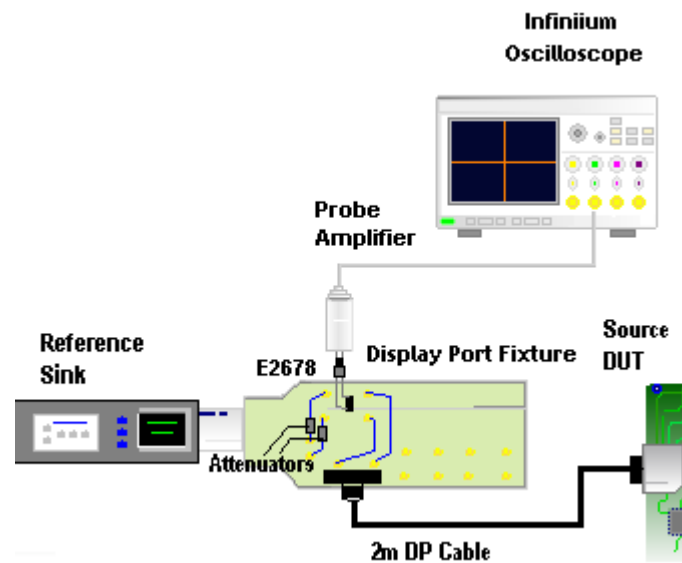 Infiniium
Oscilloscope
Probe
Amplifier
Source
DUT
Reference
Sink
Display Port Fixture
E2678
Attenuators
2m DP Cable